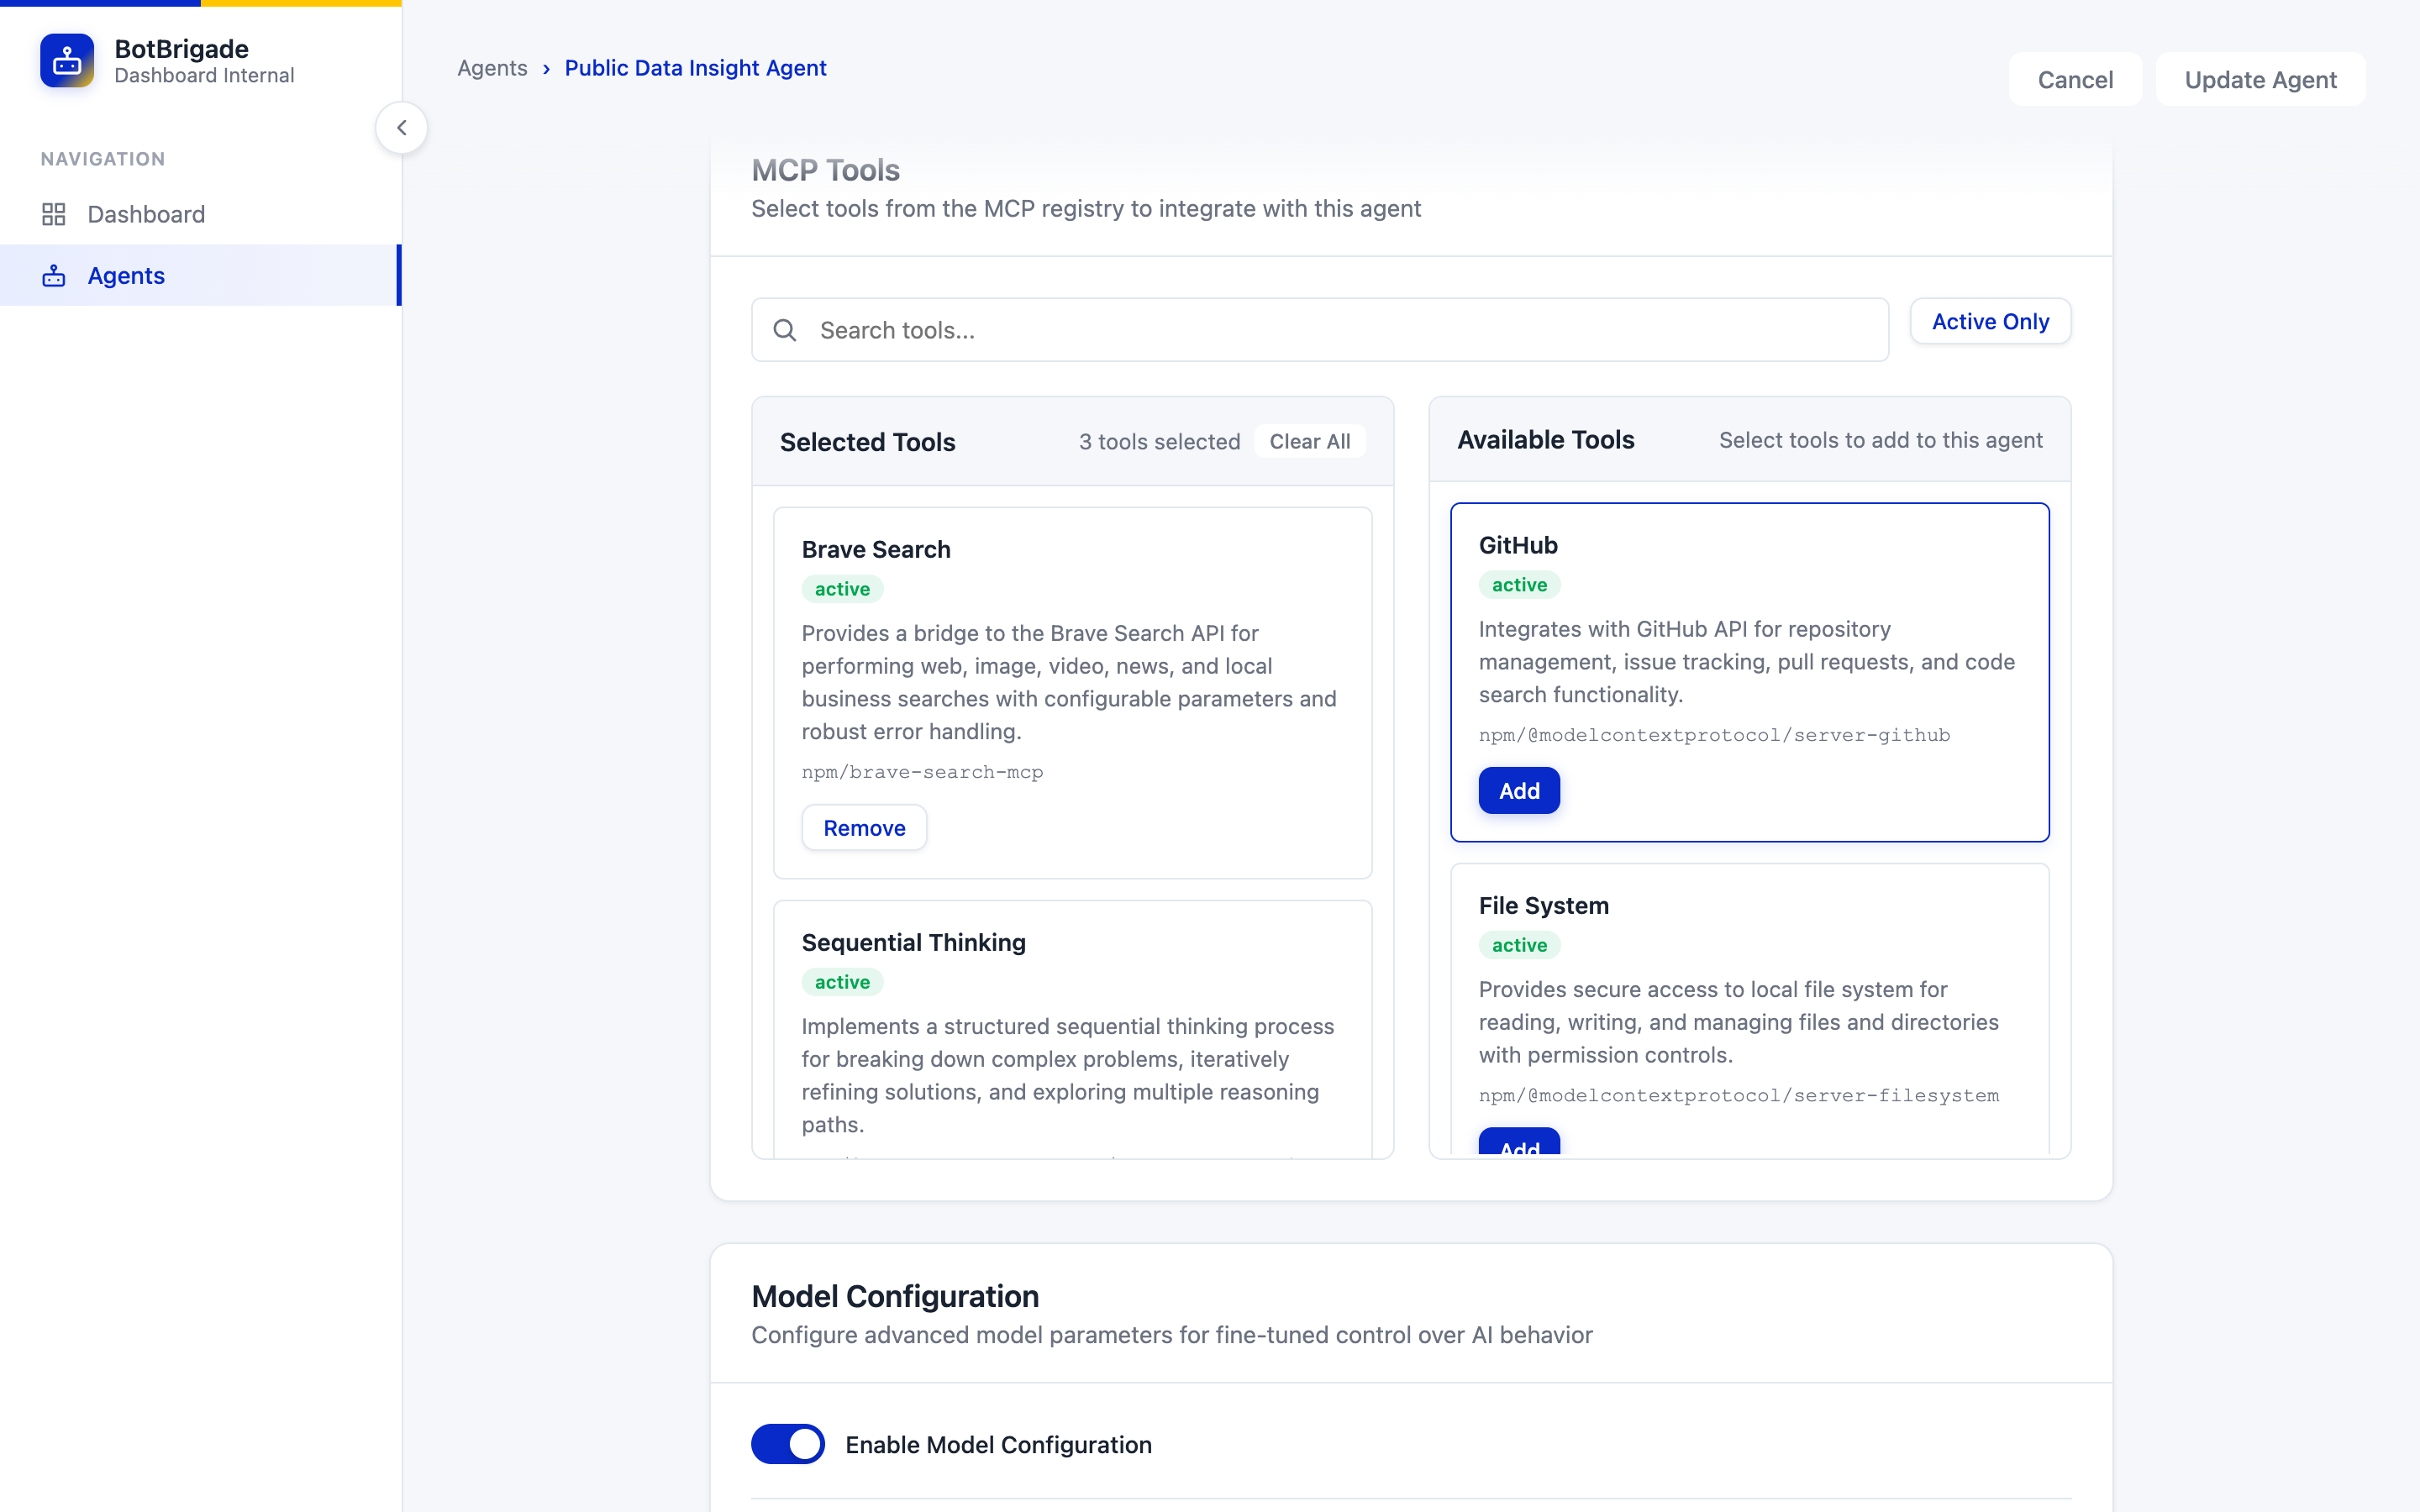 BotBrigade
Dashboard Internal
NAVIGATION
Dashboard
Agents
Agents › Public Data Insight Agent
Cancel
Update Agent
MCP Tools
Select tools from the MCP registry to integrate with this agent
Search tools...
Active Only
Selected Tools
3 tools selected
Clear All
Brave Search
active
Provides a bridge to the Brave Search API for
performing web, image, video, news, and local
business searches with configurable parameters and
robust error handling.
npm/brave-search-mcp
Remove
Sequential Thinking
active
Implements a structured sequential thinking process
for breaking down complex problems, iteratively
refining solutions, and exploring multiple reasoning
paths.
Available Tools
Select tools to add to this agent
GitHub
active
Integrates with GitHub API for repository
management, issue tracking, pull requests, and code
search functionality.
npm/@modelcontextprotocol/server-github
Add
File System
active
Provides secure access to local file system for
reading, writing, and managing files and directories
with permission controls.
npm/@modelcontextprotocol/server-filesystem
Add
Model Configuration
Configure advanced model parameters for fine-tuned control over AI behavior
Enable Model Configuration